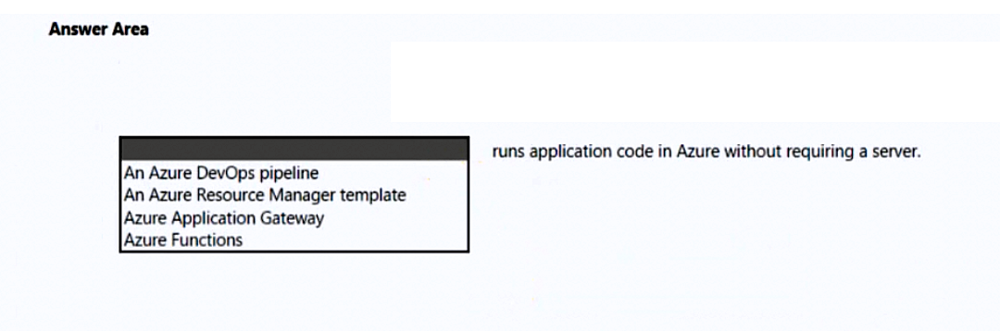 Answer Area
runs application code in Azure without requiring a server.
An Azure DevOps pipeline
An Azure Resource Manager template
Azure Application Gateway
Azure Functions